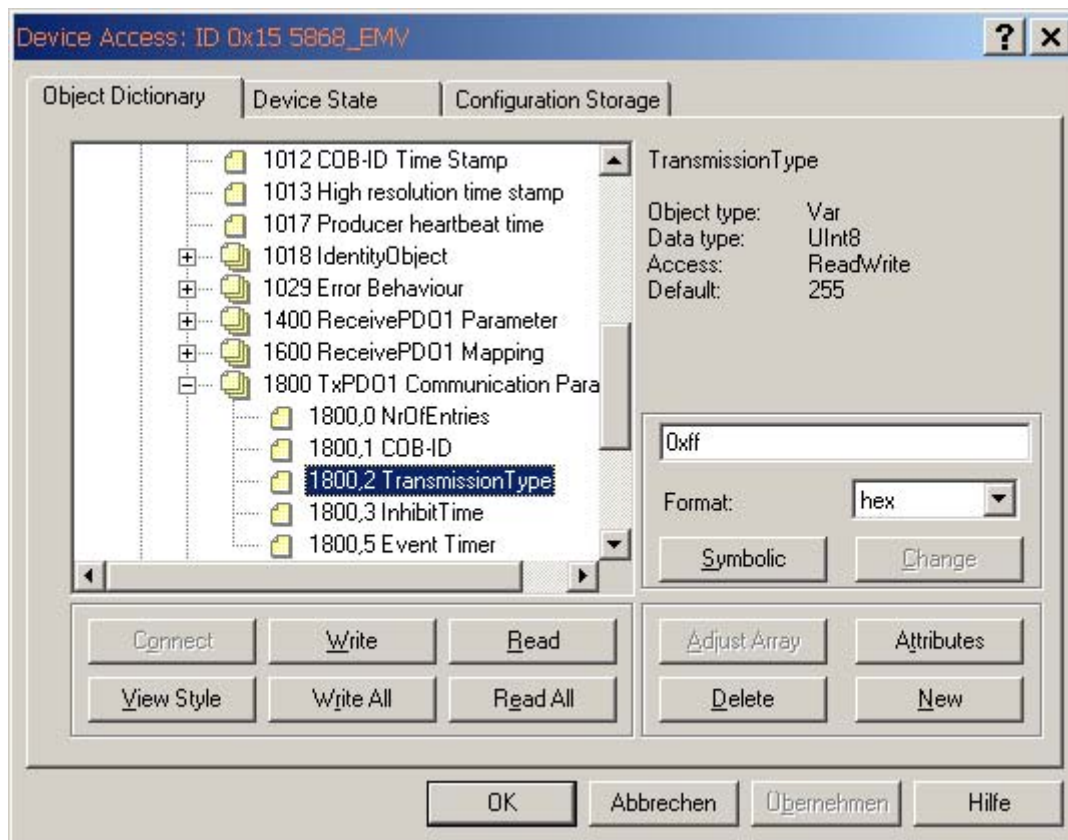 Device Access: ID 0x15 5868_EMV
Object Dictionary
Device State
Configuration Storage
1012 COB-ID Time Stamp
1013 High resolution time stamp
1017 Producer heartbeat time
1018 IdentityObject
1029 Error Behaviour
1400 ReceivePDO1 Parameter
1600 ReceivePDO1 Mapping
1800 TxPDO1 Communication Para
1800,0 NrOfEntries
1800,1 COB-ID
1800,2 TransmissionType
1800,3 InhibitTime
1800,5 Event Timer
TransmissionType
Object type: Var
Data type: UInt8
Access: ReadWrite
Default: 255
0xff
Format: hex
Symbolic Change
Connect Write Read
View Style Write All Read All
Adjust Array Attributes
Delete New
OK Abbrechen Übernehmen Hilfe